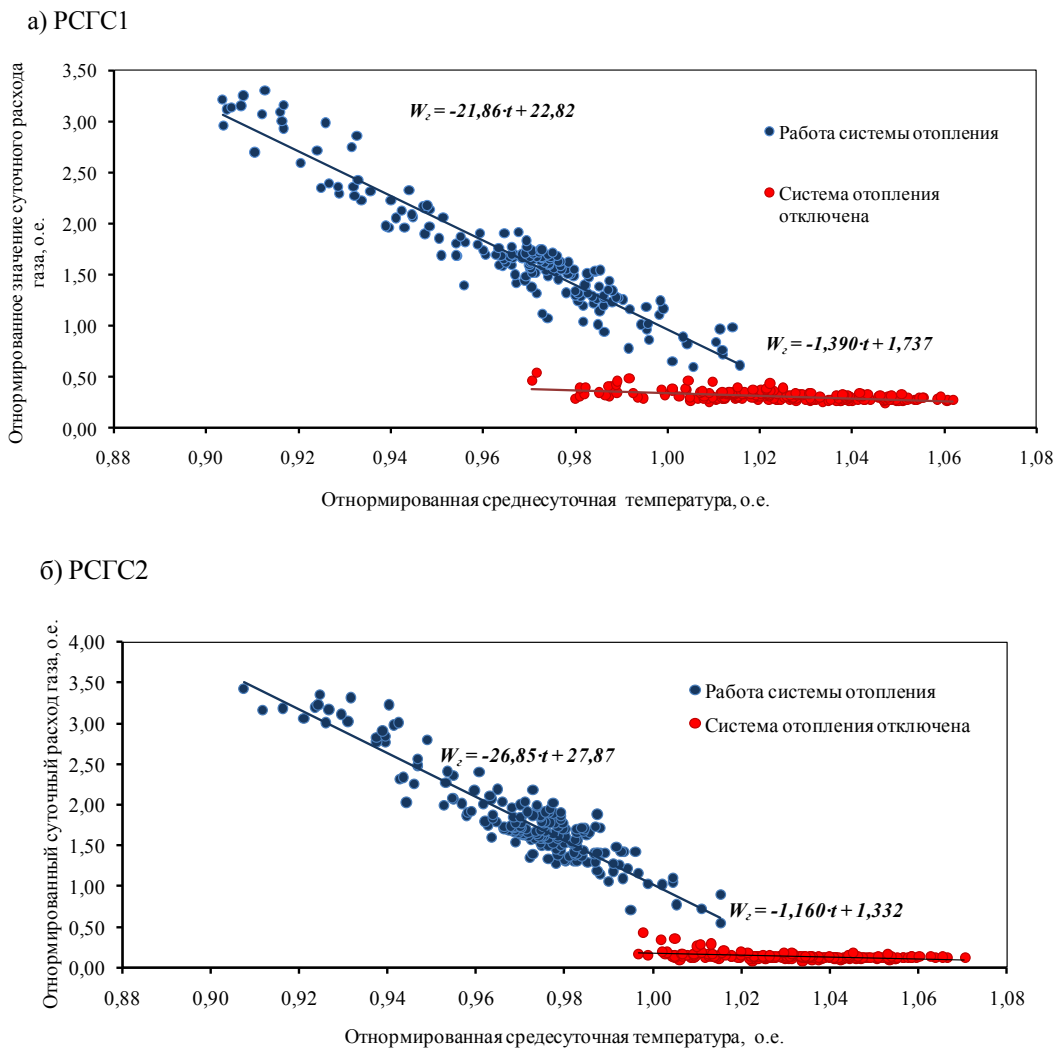 а) РСГС1
Отнормированное значение суточного расхода
газа, о.е.
3,50
3,00
2,50
2,00
1,50
1,00
0,50
0,00
Wг = -21,86·t + 22,82
Работа системы отопления
Система отопления
отключена
Wг = -1,390·t + 1,737
0,88 0,90 0,92 0,94 0,96 0,98 1,00 1,02 1,04 1,06 1,08
Отнормированная среднесуточная температура, о.е.
б) РСГС2
Отнормированный суточный расход газа, о.е.
4,00
3,50
3,00
2,50
2,00
1,50
1,00
0,50
0,00
Работа системы отопления
Система отопления отключена
Wг = -26,85·t + 27,87
Wг = -1,160·t + 1,332
0,88 0,90 0,92 0,94 0,96 0,98 1,00 1,02 1,04 1,06 1,08
Отнормированная средесуточная температура, о.е.